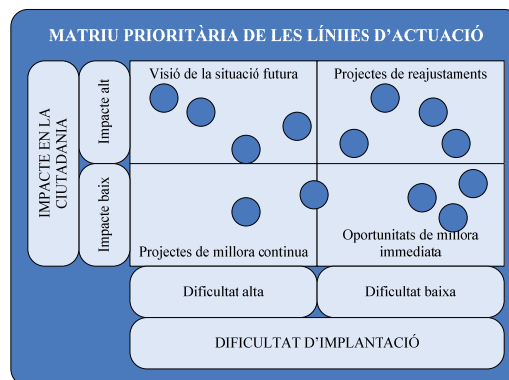 MATRIU PRIORITÀRIA DE LES LÍNIIES D'ACTUACIÓ
IMPACTE EN LA
CIUTADANIA
Impacte alt
Impacte baix
Visió de la situació futura
Projectes de reajustaments
Projectes de millora continua
Oportunitats de millora
immediata
Dificultat alta
Dificultat baixa
DIFICULTAT D'IMPLANTACIÓ